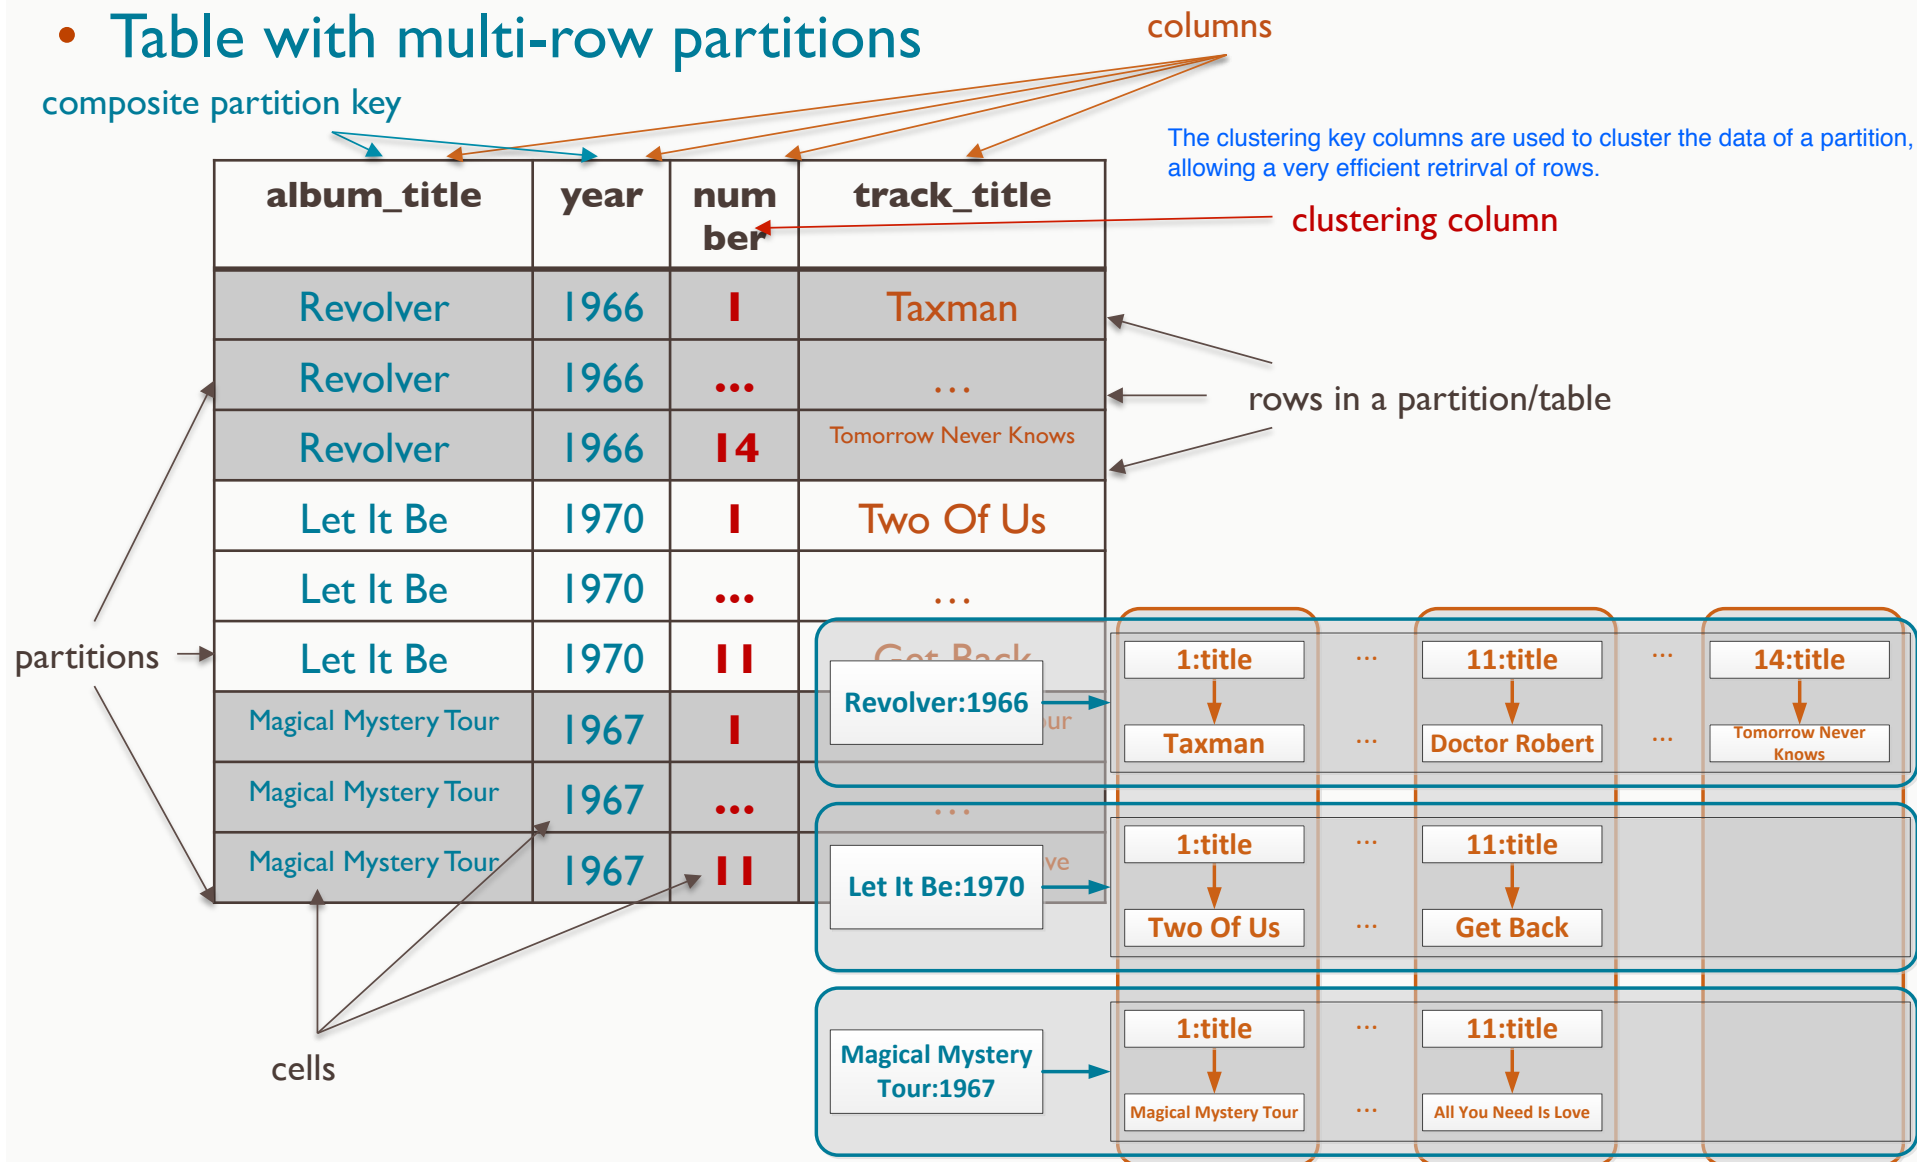 • Table with multi-row partitions
columns
composite partition key
The clustering key columns are used to cluster the data of a partition,
allowing a very efficient retrirval of rows.
album_title year num track_title
ber
clustering column
Revolver 1966 1 Taxman
Revolver 1966 ... ...
rows in a partition/table
Revolver 1966 14 Tomorrow Never Knows
Let It Be 1970 1 Two Of Us
Let It Be 1970 ... ...
partitions
Let It Be 1970 11 Get Back
Magical Mystery Tour 1967 1 our
Magical Mystery Tour 1967 ... ...
Magical Mystery Tour 1967 11 ve
cells
Revolver:1966
1:title ... 11:title ... 14:title
Taxman ... Doctor Robert ... Tomorrow Never
Knows
Let It Be:1970
1:title ... 11:title
Two Of Us ... Get Back
Magical Mystery
Tour:1967
1:title ... 11:title
Magical Mystery Tour ... All You Need Is Love